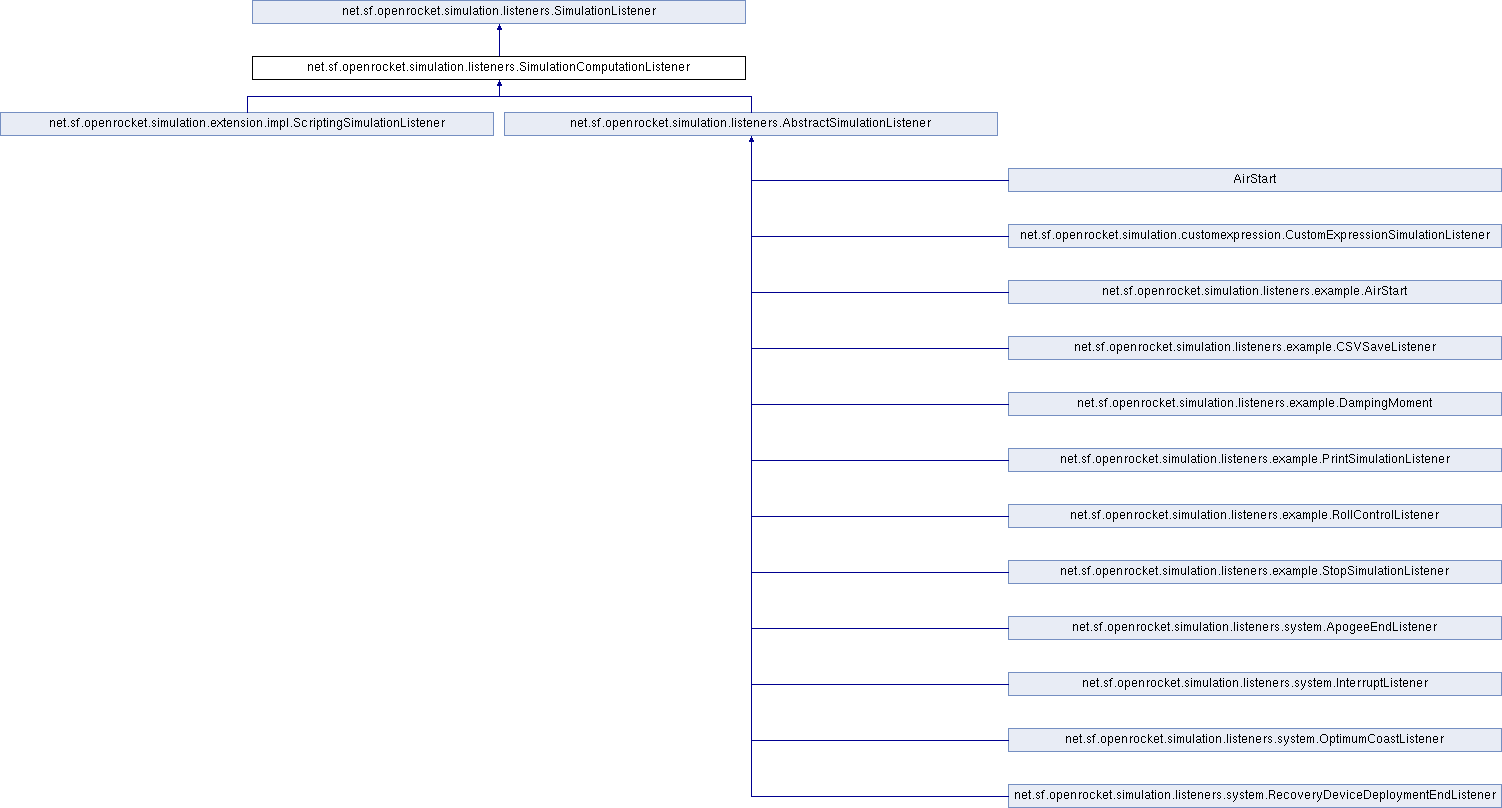 net.sf.openrocket.simulation.listeners.SimulationListener
net.sf.openrocket.simulation.listeners.SimulationComputationListener
net.sf.openrocket.simulation.extension.impl.ScriptingSimulationListener
net.sf.openrocket.simulation.listeners.AbstractSimulationListener
AirStart
net.sf.openrocket.simulation.customexpression.CustomExpressionSimulationListener
net.sf.openrocket.simulation.listeners.example.AirStart
net.sf.openrocket.simulation.listeners.example.CSVSaveListener
net.sf.openrocket.simulation.listeners.example.DampingMoment
net.sf.openrocket.simulation.listeners.example.PrintSimulationListener
net.sf.openrocket.simulation.listeners.example.RollControlListener
net.sf.openrocket.simulation.listeners.example.StopSimulationListener
net.sf.openrocket.simulation.listeners.system.ApogeeEndListener
net.sf.openrocket.simulation.listeners.system.InterruptListener
net.sf.openrocket.simulation.listeners.system.OptimumCoastListener
net.sf.openrocket.simulation.listeners.system.RecoveryDeviceDeploymentEndListener